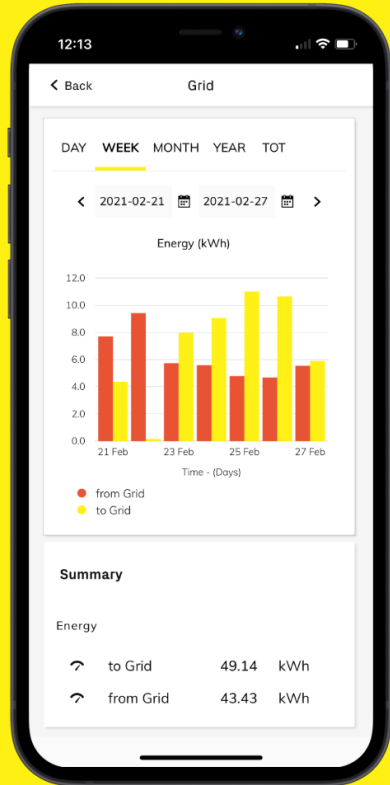 12:13
Back Grid
DAY WEEK MONTH YEAR TOT
2021-02-21 2021-02-27
Energy (kWh)
12.0
10.0
8.0
6.0
4.0
2.0
0.0
21 Feb 23 Feb 25 Feb 27 Feb
Time - (Days)
from Grid
to Grid
Summary
Energy
to Grid 49.14 kWh
from Grid 43.43 kWh